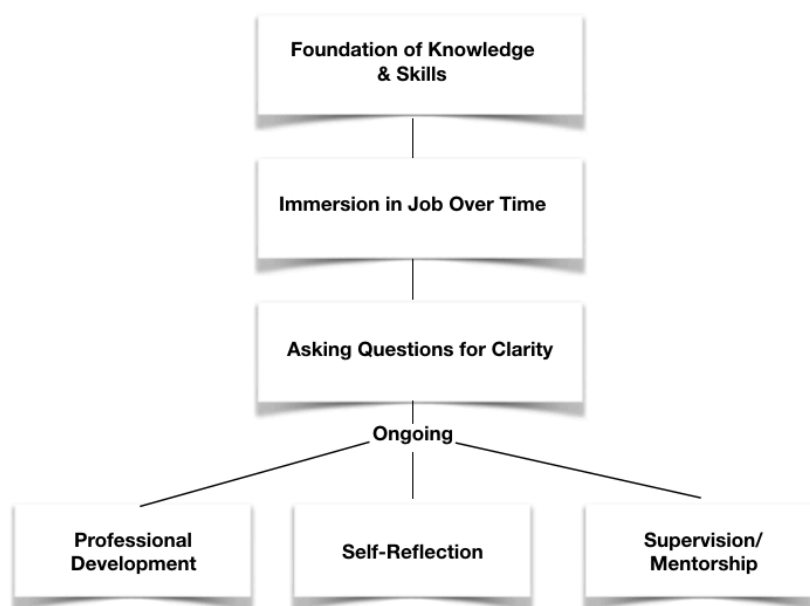 Foundation of Knowledge
& Skills
Immersion in Job Over Time
Asking Questions for Clarity
Ongoing
Professional
Development
Self-Reflection
Supervision/
Mentorship